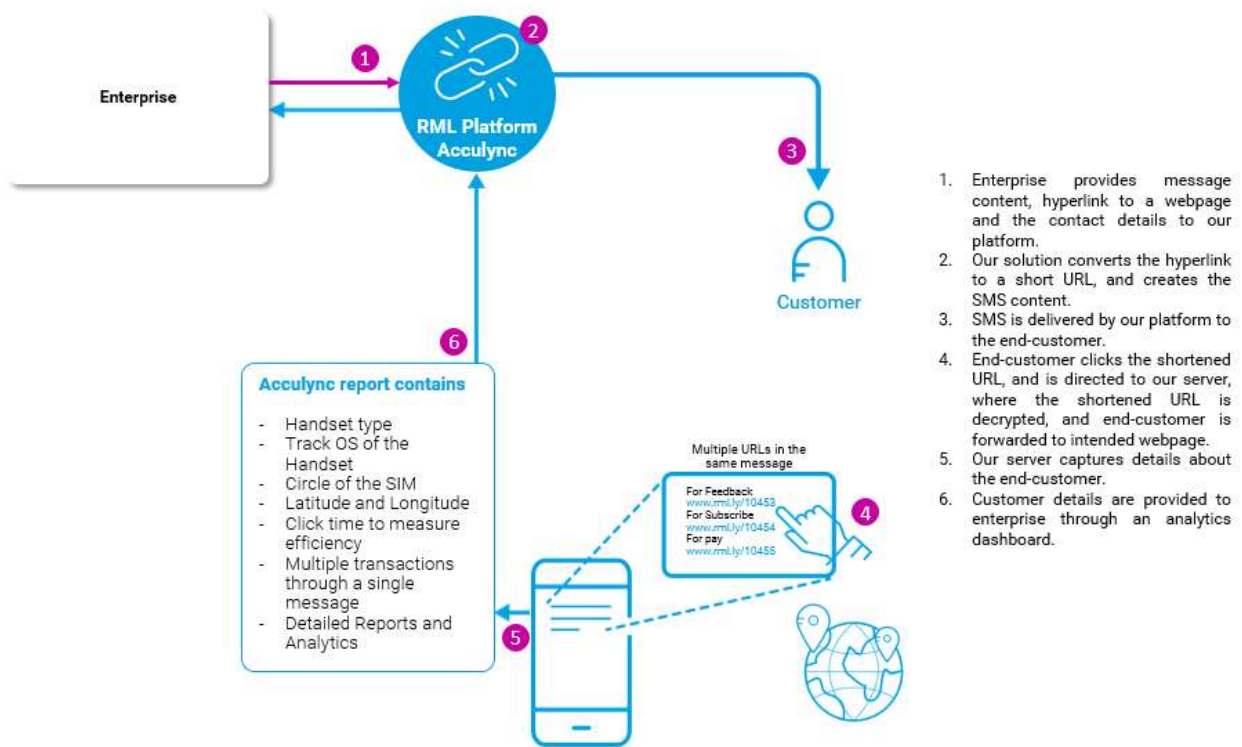 Enterprise
1
2
RML Platform
Acculync
3
Customer
6
Acculync report contains
- Handset type
- Track OS of the
Handset
- Circle of the SIM
- Latitude and Longitude
- Click time to measure
efficiency
- Multiple transactions
through a single
message
- Detailed Reports and
Analytics
5
Multiple URLs in the
same message
For Feedback
www.rml.ly/10453
For Subscribe
www.rml.ly/10454
For pay
www.rml.ly/10455
4
1. Enterprise provides message
content, hyperlink to a webpage
and the contact details to our
platform.
2. Our solution converts the hyperlink
to a short URL, and creates the
SMS content.
3. SMS is delivered by our platform to
the end-customer.
4. End-customer clicks the shortened
URL, and is directed to our server,
where the shortened URL is
decrypted, and end-customer is
forwarded to intended webpage.
5. Our server captures details about
the end-customer.
6. Customer details are provided to
enterprise through an analytics
dashboard.